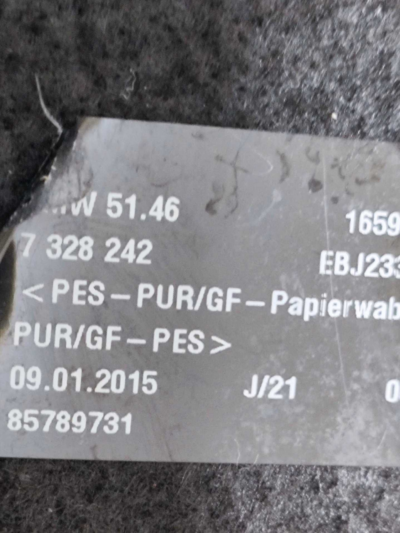 51.46 1659
7 328 242 EBJ233
<PES-PUR/GF-Papierwab
PUR/GF-PES>
09.01.2015 J/21 0
85789731